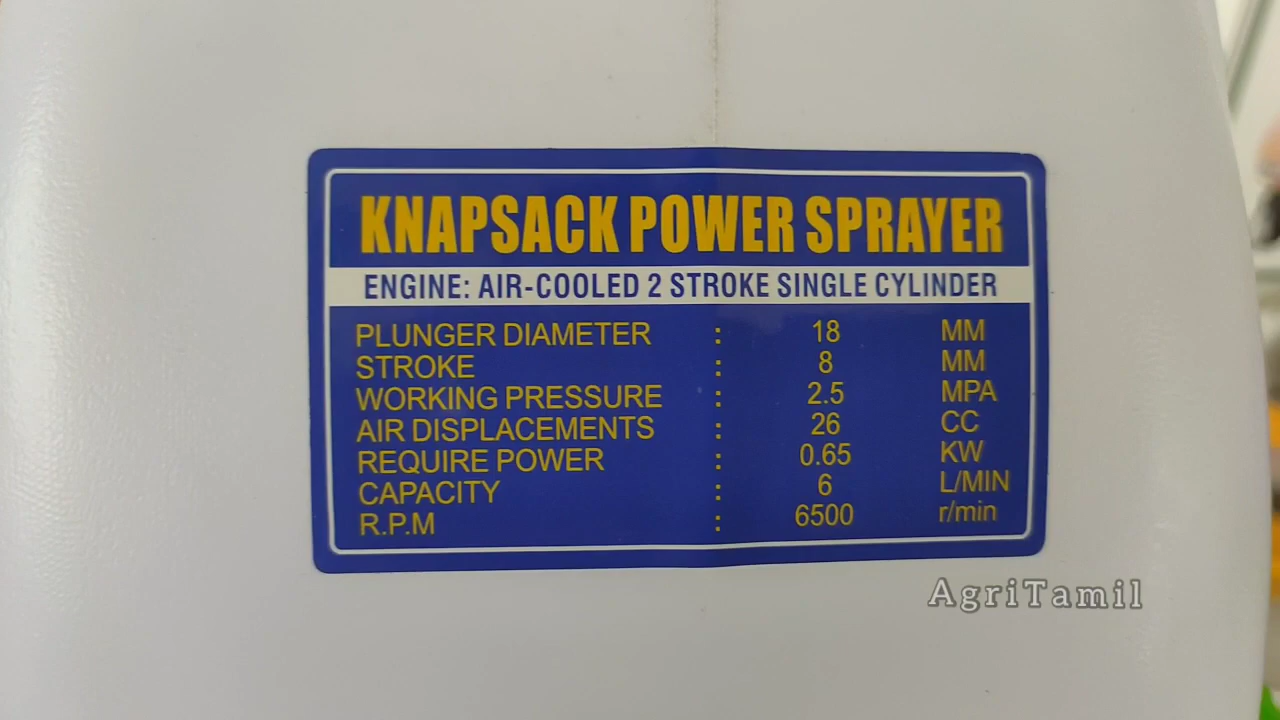 KNAPSACK POWER SPRAYER
ENGINE: AIR-COOLED 2 STROKE SINGLE CYLINDER
PLUNGER DIAMETER : 18 MM
STROKE : 8 MM
WORKING PRESSURE : 2.5 MPA
AIR DISPLACEMENTS : 26 CC
REQUIRE POWER : 0.65 KW
CAPACITY : 6 L/MIN
R.P.M : 6500 r/min
AgriTamil